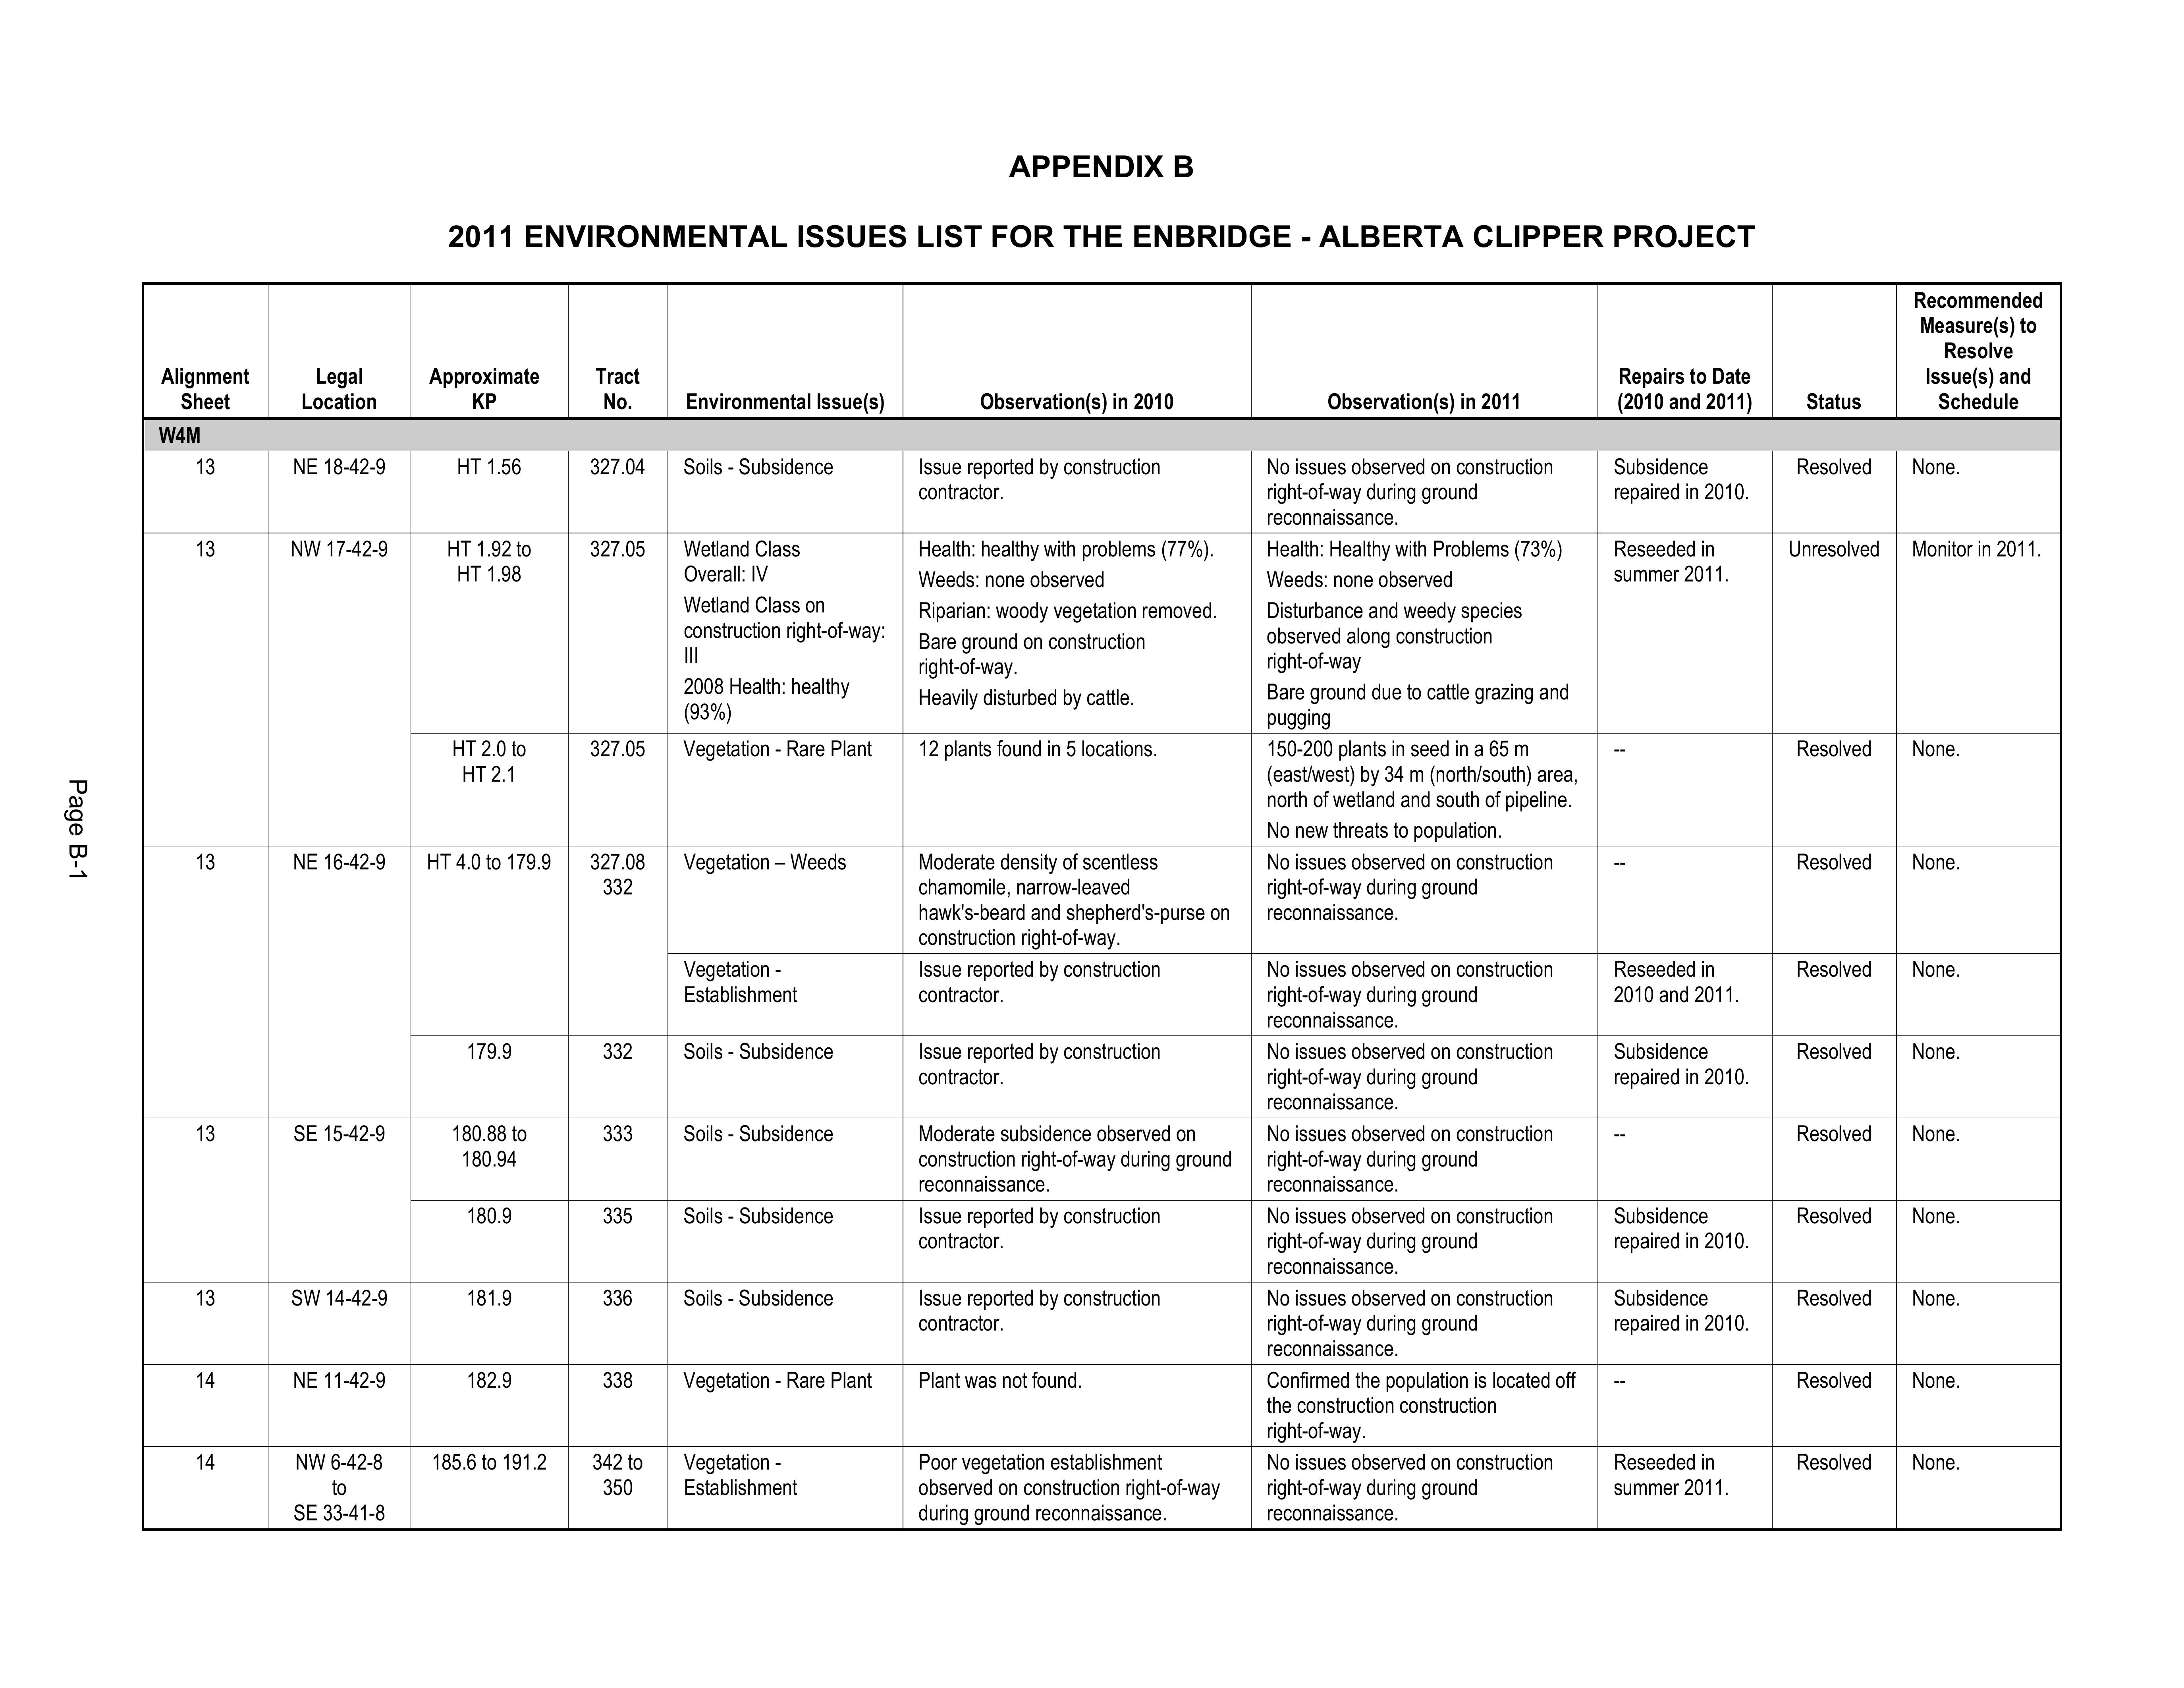 APPENDIX B
2011 ENVIRONMENTAL ISSUES LIST FOR THE ENBRIDGE - ALBERTA CLIPPER PROJECT
Alignment
Sheet
Legal
Location
Approximate
KP
Tract
No.
Environmental Issue(s)
Observation(s) in 2010
Observation(s) in 2011
Repairs to Date
(2010 and 2011)
Status
Recommended
Measure(s) to
Resolve
Issue(s) and
Schedule
W4M
13
NE 18-42-9
HT 1.56
327.04
Soils - Subsidence
Issue reported by construction
contractor.
No issues observed on construction
right-of-way during ground
reconnaissance.
Subsidence
repaired in 2010.
Resolved
None.
13
NW 17-42-9
HT 1.92 to
HT 1.98
327.05
Wetland Class
Overall: IV
Wetland Class on
construction right-of-way:
III
2008 Health: healthy
(93%)
Health: healthy with problems (77%).
Weeds: none observed
Riparian: woody vegetation removed.
Bare ground on construction
right-of-way.
Heavily disturbed by cattle.
Health: Healthy with Problems (73%)
Weeds: none observed
Disturbance and weedy species
observed along construction
right-of-way
Bare ground due to cattle grazing and
pugging
Reseeded in
summer 2011.
Unresolved
Monitor in 2011.
HT 2.0 to
HT 2.1
327.05
Vegetation - Rare Plant
12 plants found in 5 locations.
150-200 plants in seed in a 65 m
(east/west) by 34 m (north/south) area,
north of wetland and south of pipeline.
No new threats to population.
--
Resolved
None.
13
NE 16-42-9
HT 4.0 to 179.9
327.08
332
Vegetation – Weeds
Moderate density of scentless
chamomile, narrow-leaved
hawk's-beard and shepherd's-purse on
construction right-of-way.
No issues observed on construction
right-of-way during ground
reconnaissance.
--
Resolved
None.
Vegetation -
Establishment
Issue reported by construction
contractor.
No issues observed on construction
right-of-way during ground
reconnaissance.
Reseeded in
2010 and 2011.
Resolved
None.
179.9
332
Soils - Subsidence
Issue reported by construction
contractor.
No issues observed on construction
right-of-way during ground
reconnaissance.
Subsidence
repaired in 2010.
Resolved
None.
13
SE 15-42-9
180.88 to
180.94
333
Soils - Subsidence
Moderate subsidence observed on
construction right-of-way during ground
reconnaissance.
No issues observed on construction
right-of-way during ground
reconnaissance.
--
Resolved
None.
180.9
335
Soils - Subsidence
Issue reported by construction
contractor.
No issues observed on construction
right-of-way during ground
reconnaissance.
Subsidence
repaired in 2010.
Resolved
None.
13
SW 14-42-9
181.9
336
Soils - Subsidence
Issue reported by construction
contractor.
No issues observed on construction
right-of-way during ground
reconnaissance.
Subsidence
repaired in 2010.
Resolved
None.
14
NE 11-42-9
182.9
338
Vegetation - Rare Plant
Plant was not found.
Confirmed the population is located off
the construction construction
right-of-way.
--
Resolved
None.
14
NW 6-42-8
to
SE 33-41-8
185.6 to 191.2
342 to
350
Vegetation -
Establishment
Poor vegetation establishment
observed on construction right-of-way
during ground reconnaissance.
No issues observed on construction
right-of-way during ground
reconnaissance.
Reseeded in
summer 2011.
Resolved
None.
Page B-1